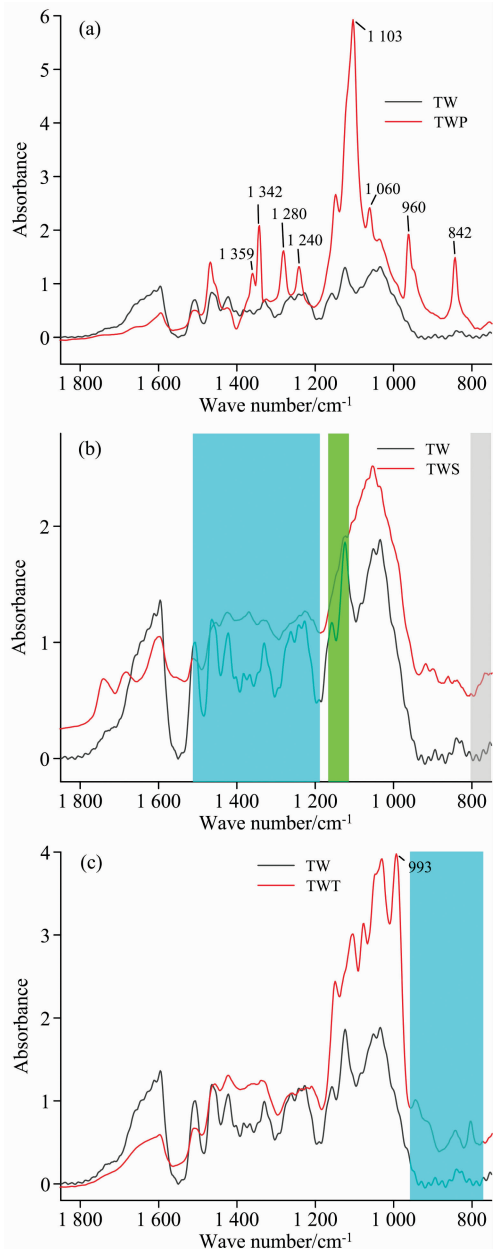 (a)
6
5
4
3
2
1
0
Absorbance
1 103
TW
TWP
1 342
1 280
1 359
1 240
1 060
960
842
1 800 1 600 1 400 1 200 1 000 800
Wave number/cm-1
(b)
2
1
0
Absorbance
TW
TWS
1 800 1 600 1 400 1 200 1 000 800
Wave number/cm-1
(c)
4
3
2
1
0
Absorbance
TW
TWT
993
1 800 1 600 1 400 1 200 1 000 800
Wave number/cm-1